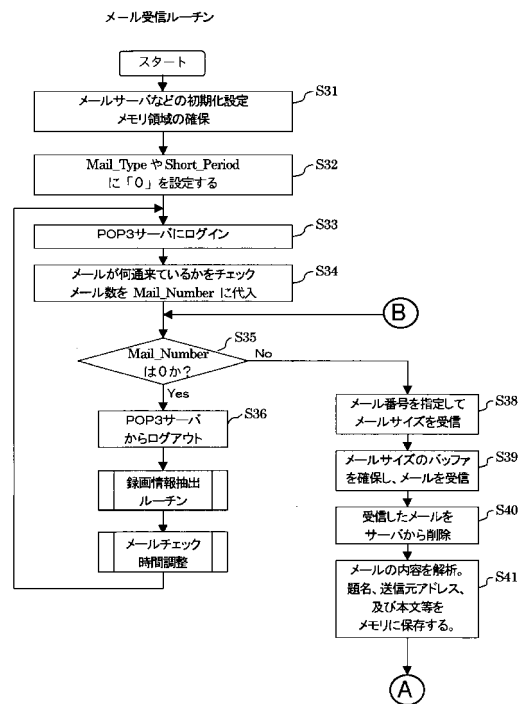 メール受信ルーチン
スタート
メールサーバなどの初期化設定
メモリ領域の確保
S31
Mail_Type や Short_Period
に「0」を設定する
S32
POP3サーバにログイン
S33
メールが何通来ているかをチェック
メール数を Mail_Number に代入
S34
B
Mail_Number
は0か?
S35
No
Yes
POP3サーバ
からログアウト
S36
録画情報抽出
ルーチン
メールチェック
時間調整
メール番号を指定して
メールサイズを受信
S38
メールサイズのバッファ
を確保し、メールを受信
S39
受信したメールを
サーバから削除
S40
メールの内容を解析。
題名、送信元アドレス、
及び本文等を
メモリに保存する。
S41
A